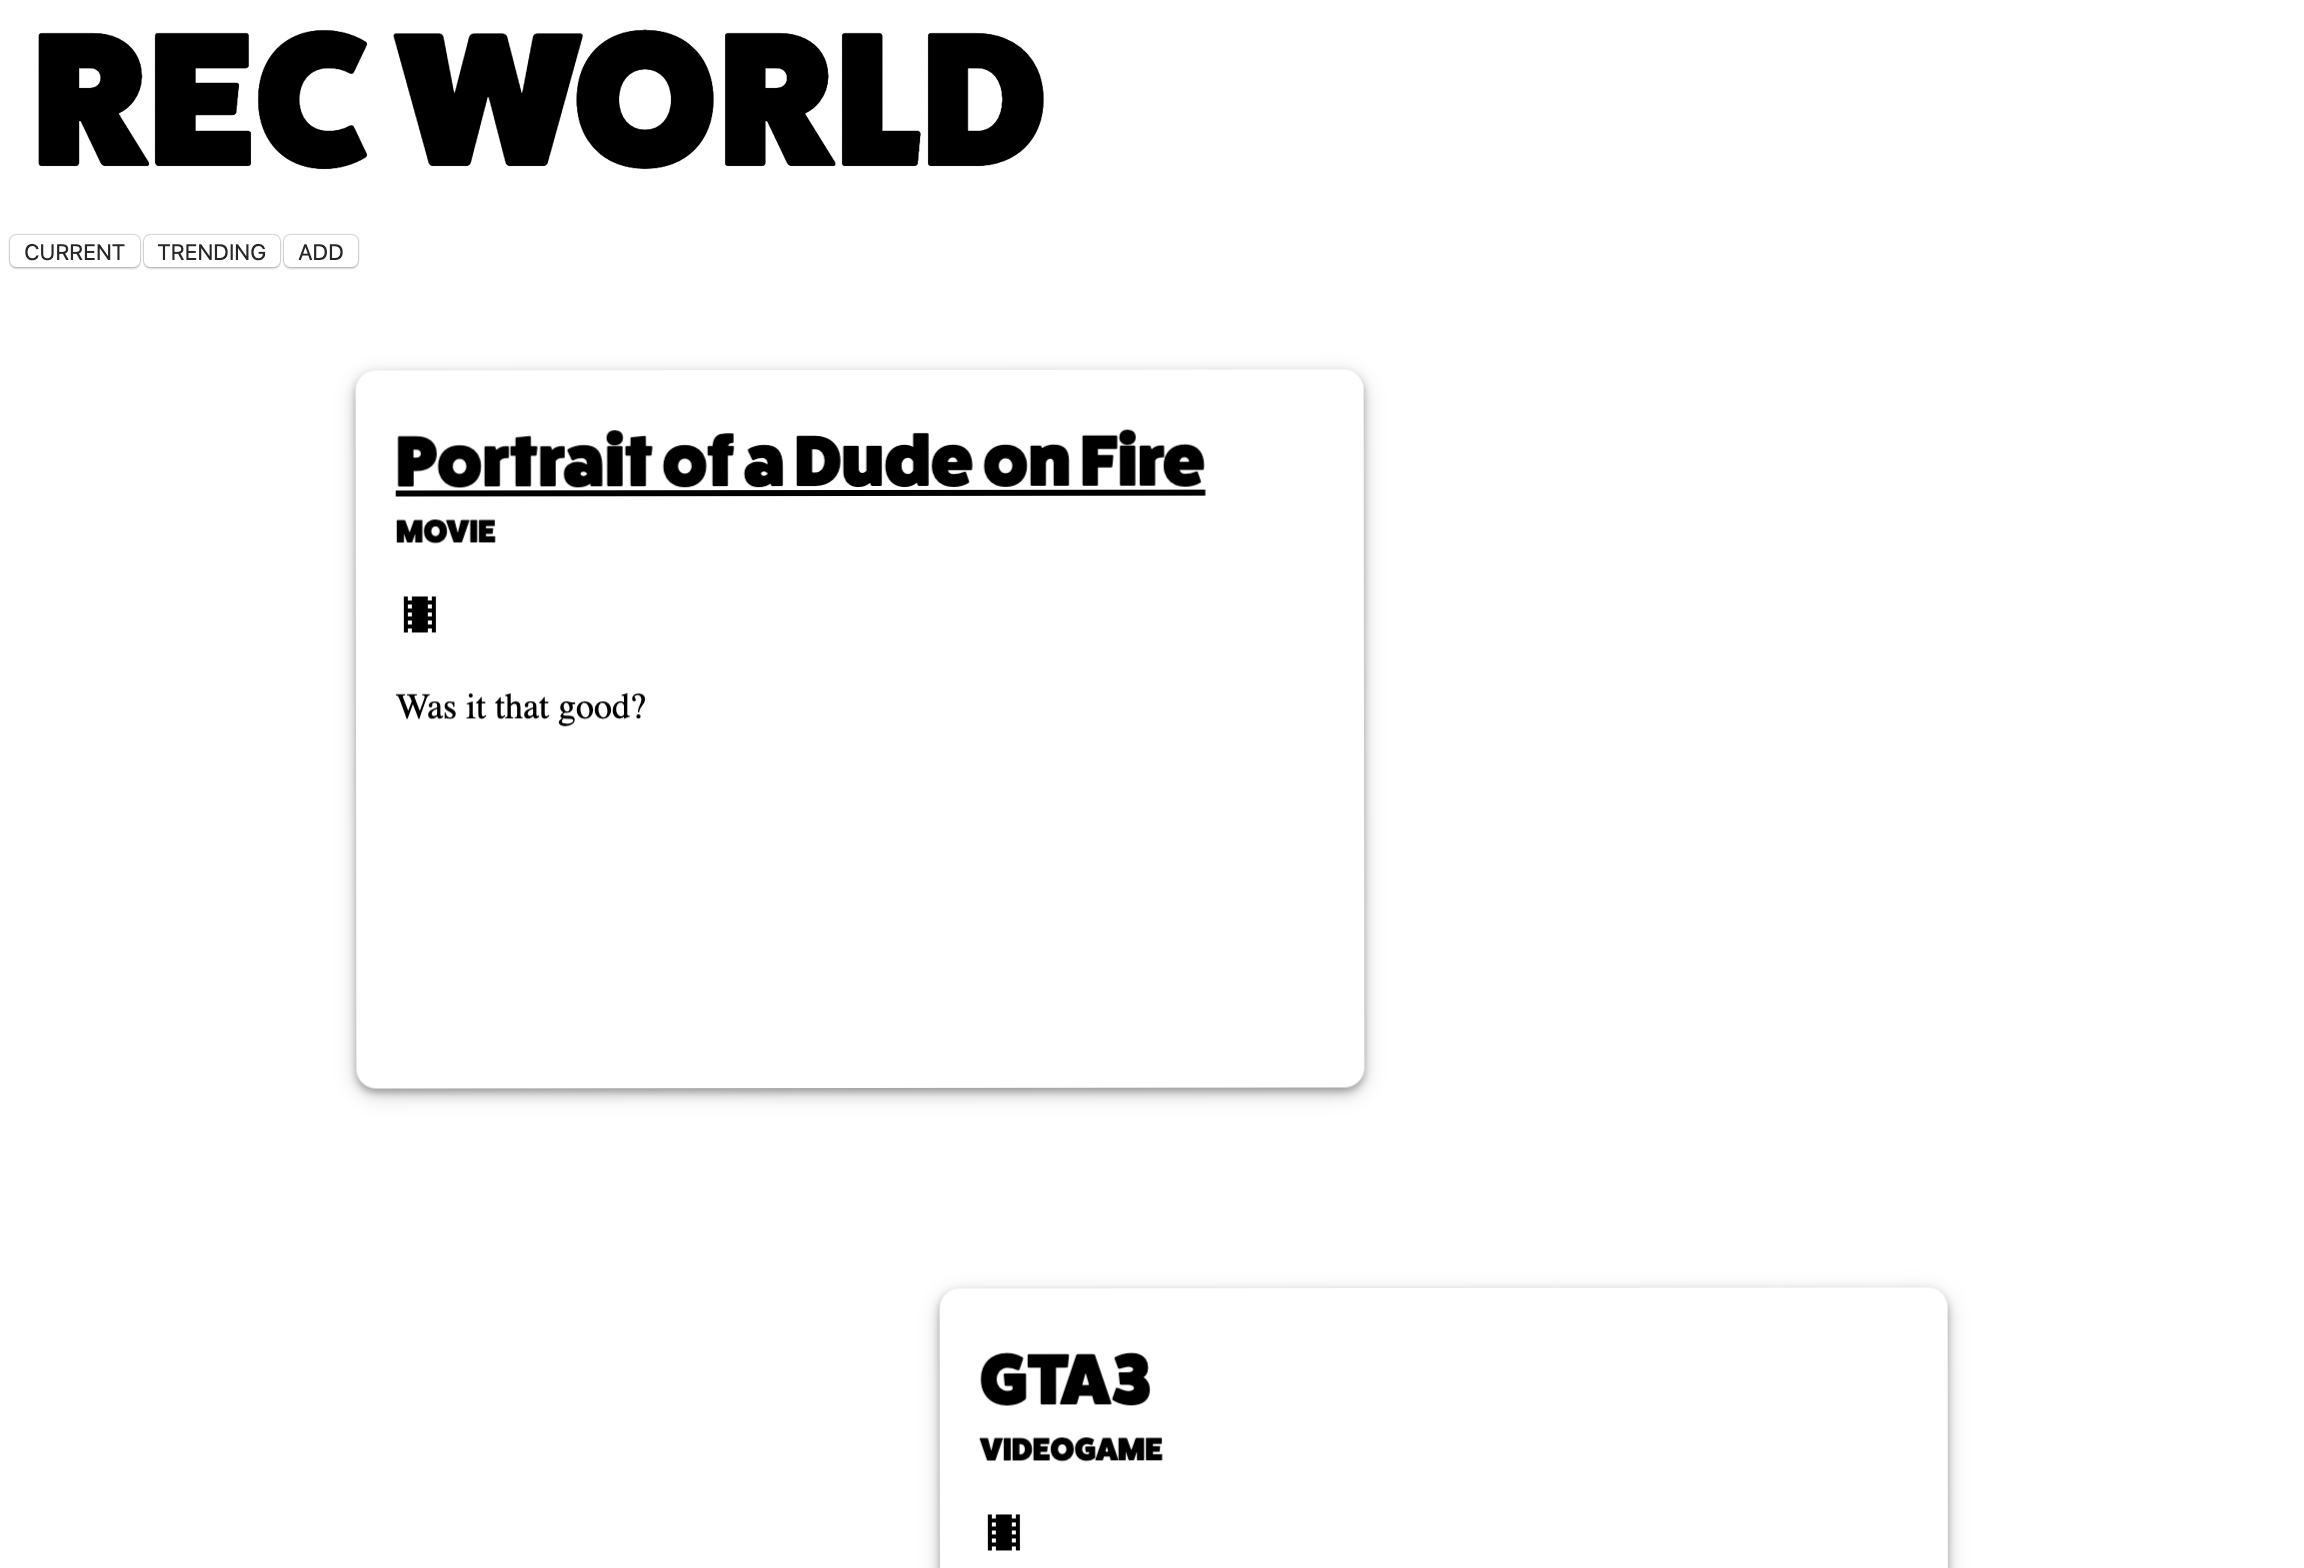 REC WORLD
CURRENT TRENDING ADD
Portrait of a Dude on Fire
MOVIE
Was it that good?
GTA3
VIDEOGAME